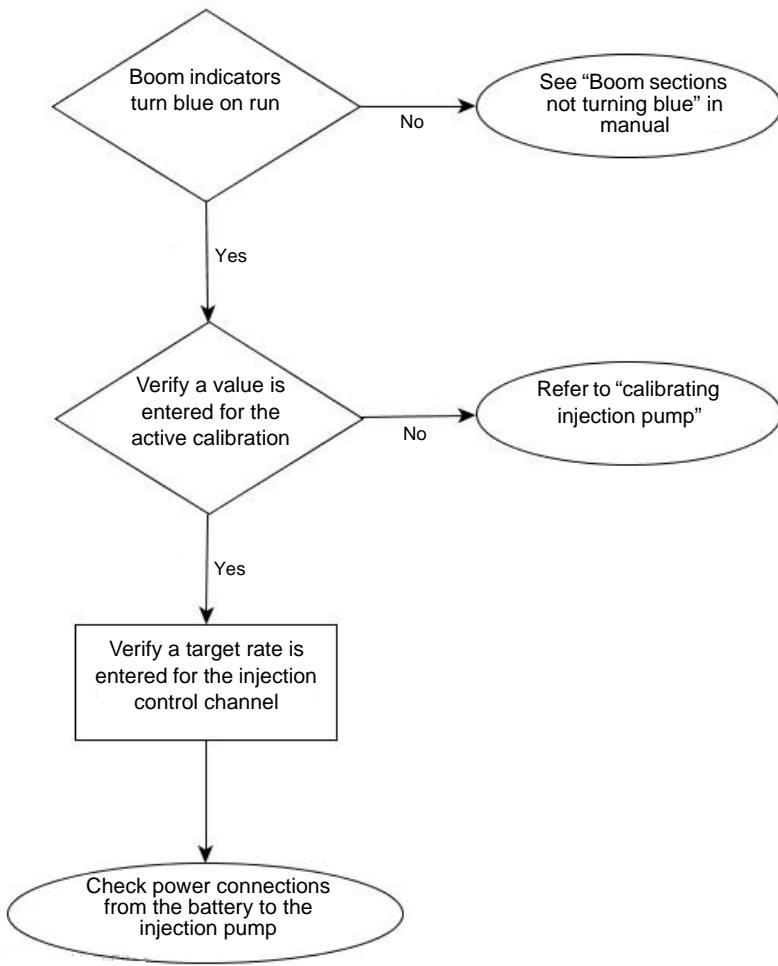 Boom indicators
turn blue on run
No
See “Boom sections
not turning blue” in
manual
Yes
Verify a value is
entered for the
active calibration
No
Refer to “calibrating
injection pump”
Yes
Verify a target rate is
entered for the injection
control channel
Check power connections
from the battery to the
injection pump